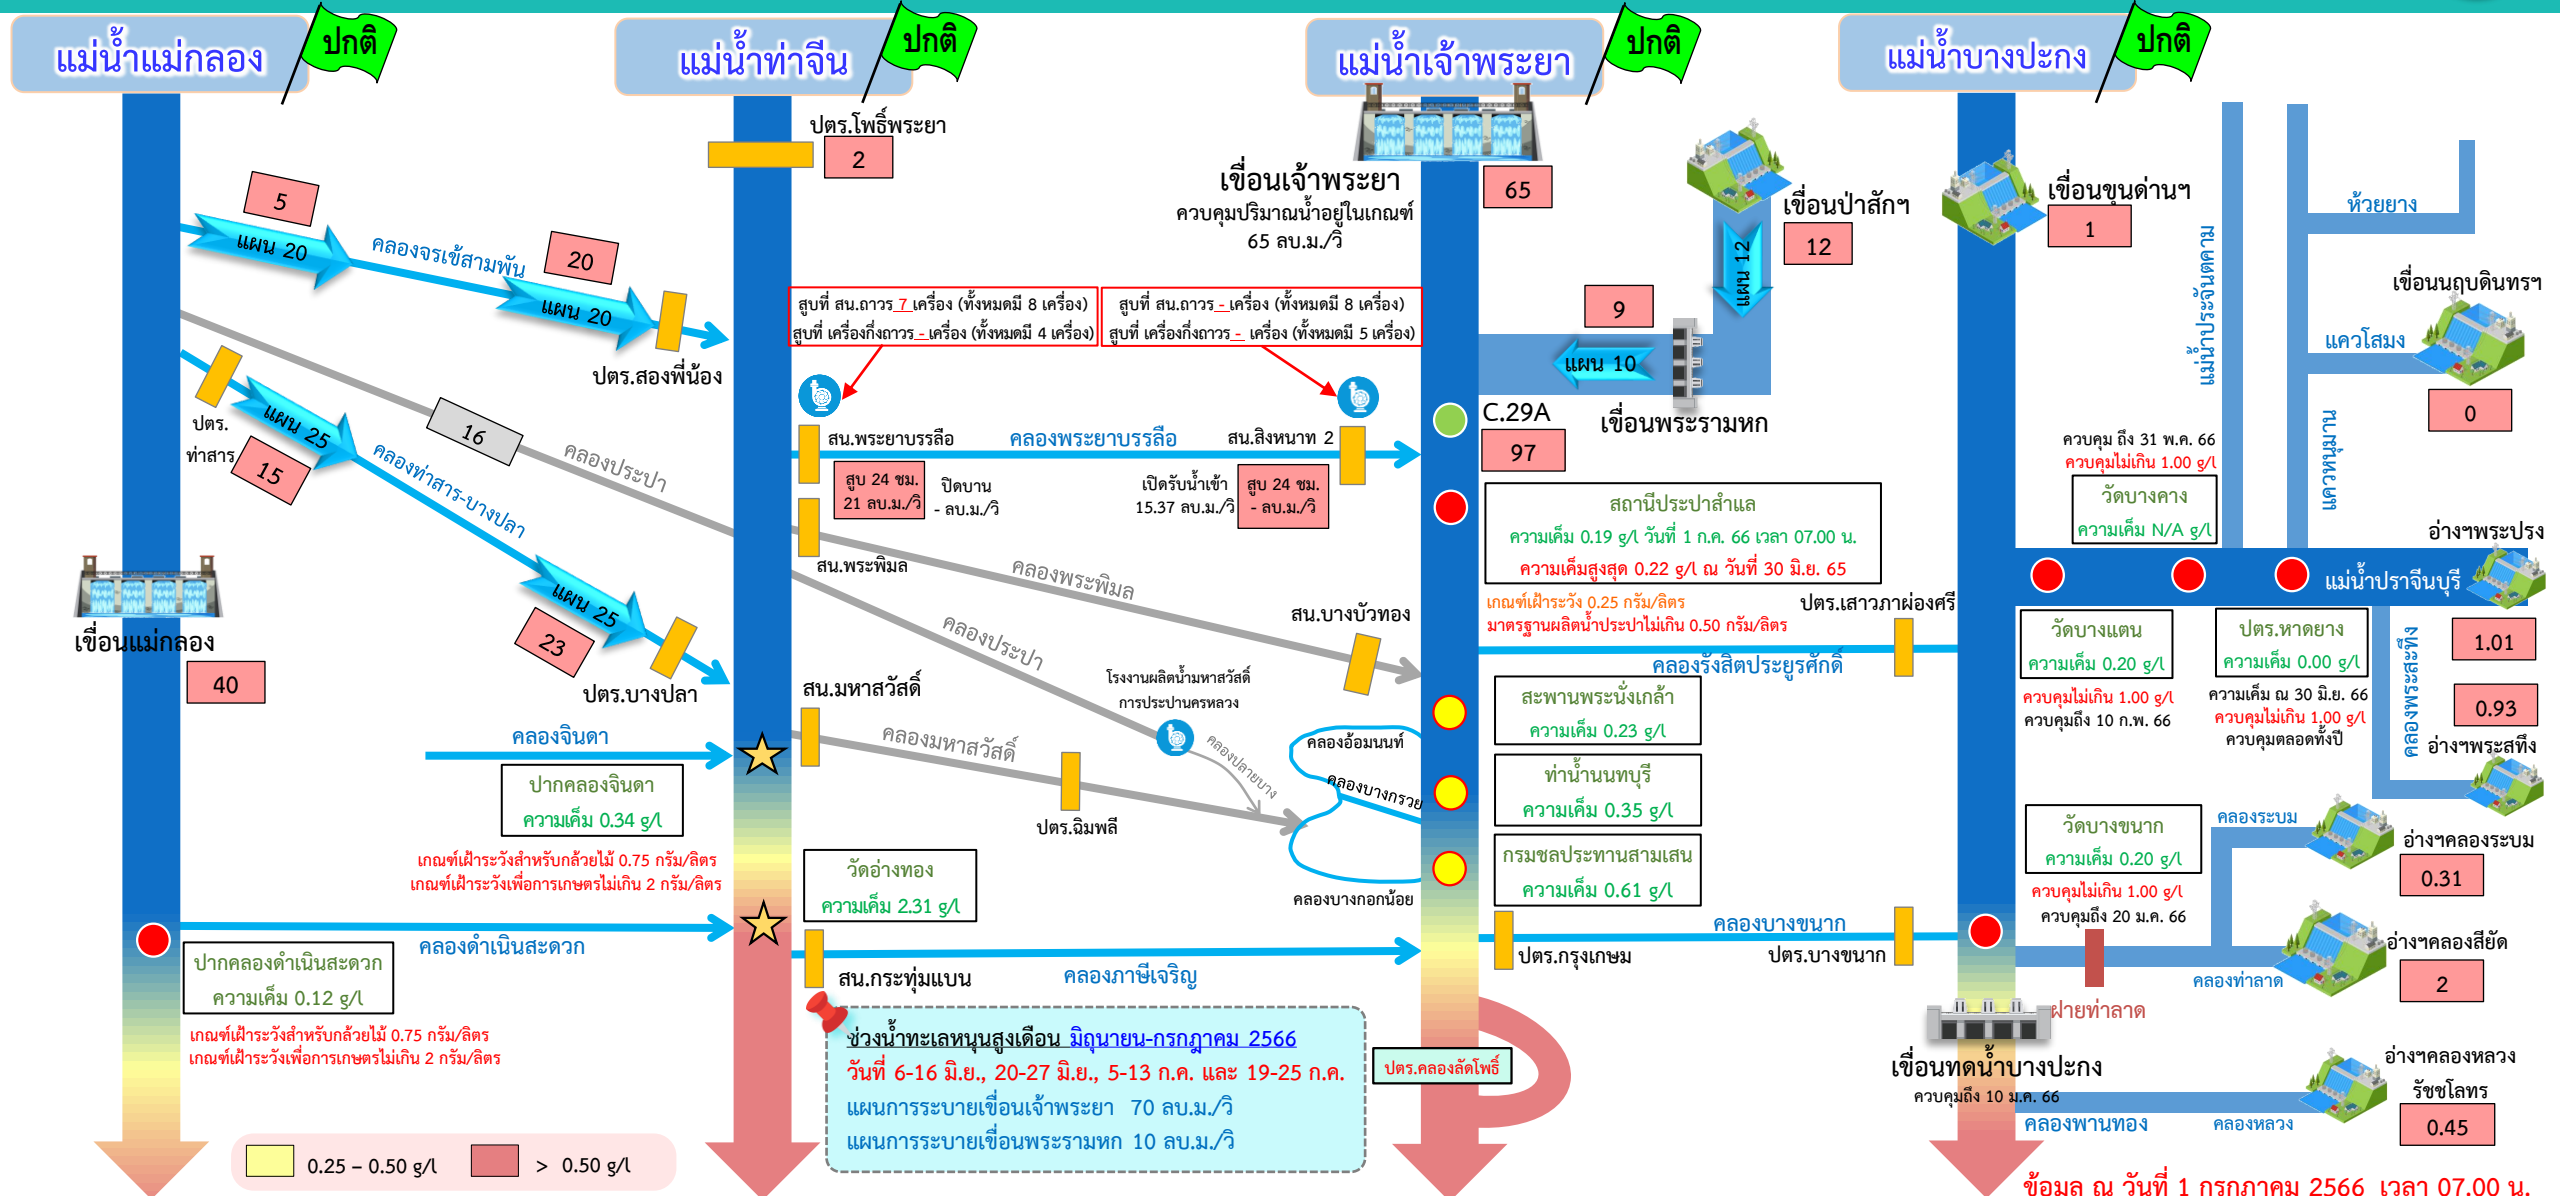 แม่น้ำแม่กลอง
ปกติ
แม่น้ำท่าจีน
ปกติ
แม่น้ำเจ้าพระยา
ปกติ
แม่น้ำบางปะกง
ปกติ
ปตร.โพธิ์พระยา
2
5
แผน 20
คลองจรเข้สามพัน
20
แผน 20
ปตร.สองพี่น้อง
ปตร.
ท่าสาร
แผน 25
15
คลองท่าสาร-บางปลา
16
คลองประปา
แผน 25
23
ปตร.บางปลา
เขื่อนแม่กลอง
40
คลองจินดา
ปากคลองจินดา
ความเค็ม 0.34 g/l
เกณฑ์เฝ้าระวังสำหรับกล้วยไม้ 0.75 กรัม/ลิตร
เกณฑ์เฝ้าระวังเพื่อการเกษตรไม่เกิน 2 กรัม/ลิตร
คลองดำเนินสะดวก
ปากคลองดำเนินสะดวก
ความเค็ม 0.12 g/l
เกณฑ์เฝ้าระวังสำหรับกล้วยไม้ 0.75 กรัม/ลิตร
เกณฑ์เฝ้าระวังเพื่อการเกษตรไม่เกิน 2 กรัม/ลิตร
0.25 – 0.50 g/l
> 0.50 g/l
เขื่อนเจ้าพระยา
ควบคุมปริมาณน้ำอยู่ในเกณฑ์
65 ลบ.ม./วิ
65
สูบที่ สน.ถาวร 7 เครื่อง (ทั้งหมดมี 8 เครื่อง)
สูบที่ เครื่องกึ่งถาวร - เครื่อง (ทั้งหมดมี 4 เครื่อง)
สูบที่ สน.ถาวร - เครื่อง (ทั้งหมดมี 8 เครื่อง)
สูบที่ เครื่องกึ่งถาวร - เครื่อง (ทั้งหมดมี 5 เครื่อง)
สน.พระยาบรรลือ
คลองพระยาบรรลือ
สน.สิงหนาท 2
สูบ 24 ชม.
21 ลบ.ม./วิ
ปิดบาน
- ลบ.ม./วิ
เปิดรับน้ำเข้า
15.37 ลบ.ม./วิ
สูบ 24 ชม.
- ลบ.ม./วิ
สน.พระพิมล
คลองพระพิมล
สน.บางบัวทอง
คลองประปา
โรงงานผลิตน้ำมหาสวัสดิ์
การประปานครหลวง
สน.มหาสวัสดิ์
คลองมหาสวัสดิ์
คลองปลายบาง
ปตร.ฉิมพลี
คลองอ้อมนนท์
คลองบางกรวย
คลองบางกอกน้อย
วัดอ่างทอง
ความเค็ม 2.31 g/l
สน.กระทุ่มแบน
คลองภาษีเจริญ
ช่วงน้ำทะเลหนุนสูงเดือน มิถุนายน-กรกฎาคม 2566
วันที่ 6-16 มิ.ย., 20-27 มิ.ย., 5-13 ก.ค. และ 19-25 ก.ค.
แผนการระบายเขื่อนเจ้าพระยา 70 ลบ.ม./วิ
แผนการระบายเขื่อนพระรามหก 10 ลบ.ม./วิ
ปตร.คลองลัดโพธิ์
เขื่อนป่าสักฯ
12
แผน 12
9
แผน 10
เขื่อนพระรามหก
C.29A
97
สถานีประปาสำแล
ความเค็ม 0.19 g/l วันที่ 1 ก.ค. 66 เวลา 07.00 น.
ความเค็มสูงสุด 0.22 g/l ณ วันที่ 30 มิ.ย. 65
เกณฑ์เฝ้าระวัง 0.25 กรัม/ลิตร
มาตรฐานผลิตน้ำประปาไม่เกิน 0.50 กรัม/ลิตร
ปตร.เสาวภาผ่องศรี
คลองรังสิตประยูรศักดิ์
สะพานพระนั่งเกล้า
ความเค็ม 0.23 g/l
ท่าน้ำนนทบุรี
ความเค็ม 0.35 g/l
กรมชลประทานสามเสน
ความเค็ม 0.61 g/l
ปตร.กรุงเกษม
คลองบางขนาก
ปตร.บางขนาก
เขื่อนขุนด่านฯ
1
แม่น้ำประจันตคาม
ห้วยยาง
เขื่อนนฤบดินทรฯ
แควโสมง
0
แควหนุมาน
ควบคุม ถึง 31 พ.ค. 66
ควบคุมไม่เกิน 1.00 g/l
วัดบางคาง
ความเค็ม N/A g/l
อ่างฯพระปรง
แม่น้ำปราจีนบุรี
1.01
วัดบางแตน
ความเค็ม 0.20 g/l
ควบคุมไม่เกิน 1.00 g/l
ควบคุมถึง 10 ก.พ. 66
ปตร.หาดยาง
ความเค็ม 0.00 g/l
ความเค็ม ณ 30 มิ.ย. 66
ควบคุมไม่เกิน 1.00 g/l
ควบคุมตลอดทั้งปี
คลองพระสะทึง
0.93
อ่างฯพระสทึง
วัดบางขนาก
ความเค็ม 0.20 g/l
ควบคุมไม่เกิน 1.00 g/l
ควบคุมถึง 20 ม.ค. 66
คลองระบม
อ่างฯคลองระบม
0.31
อ่างฯคลองสียัด
2
คลองท่าลาด
ฝายท่าลาด
เขื่อนทดน้ำบางปะกง
ควบคุมถึง 10 ม.ค. 66
คลองพานทอง
คลองหลวง
อ่างฯคลองหลวง
รัชชโลทร
0.45
ข้อมูล ณ วันที่ 1 กรกฎาคม 2566 เวลา 07.00 น.